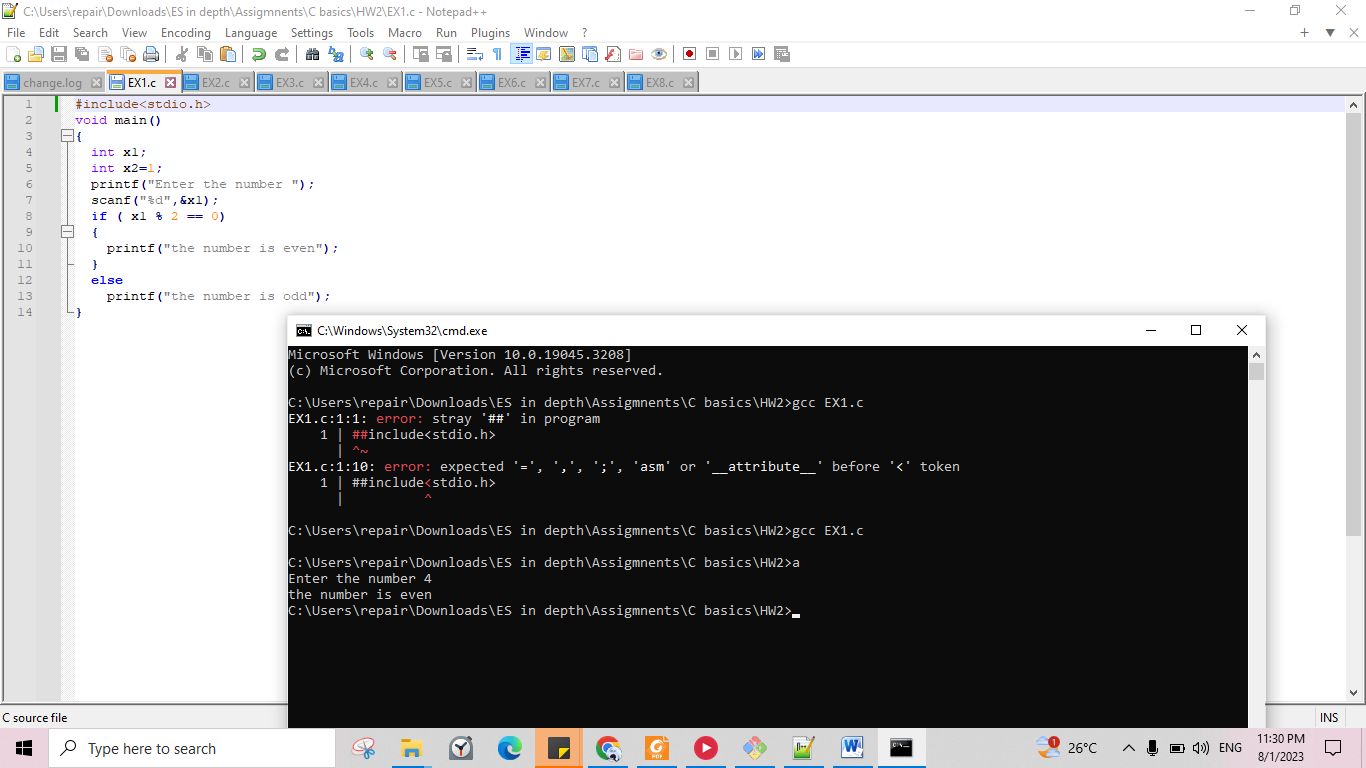 C:\Users\repair\Downloads\ES in depth\Assigmnents\C basics\HW2\EX1.c - Notepad++
File Edit Search View Encoding Language Settings Tools Macro Run Plugins Window ?
change.log EX1.c EX2.c EX3.c EX4.c EX5.c EX6.c EX7.c EX8.c
1 #include<stdio.h>
2 void main()
3 {
4 int x1;
5 int x2=1;
6 printf("Enter the number ");
7 scanf("%d",&x1);
8 if ( x1 % 2 == 0)
9 {
10 printf("the number is even");
11 }
12 else
13 printf("the number is odd");
14 }
C:\Windows\System32\cmd.exe
Microsoft Windows [Version 10.0.19045.3208]
(c) Microsoft Corporation. All rights reserved.
C:\Users\repair\Downloads\ES in depth\Assigmnents\C basics\HW2>gcc EX1.c
EX1.c:1:1: error: stray '##' in program
1 | ##include<stdio.h>
| ^~
EX1.c:1:10: error: expected '=', ',', ';', 'asm' or '__attribute__' before '<' token
1 | ##include<stdio.h>
| ^
C:\Users\repair\Downloads\ES in depth\Assigmnents\C basics\HW2>gcc EX1.c
C:\Users\repair\Downloads\ES in depth\Assigmnents\C basics\HW2>a
Enter the number 4
the number is even
C:\Users\repair\Downloads\ES in depth\Assigmnents\C basics\HW2>
C source file INS
Type here to search 26°C ENG
11:30 PM
8/1/2023